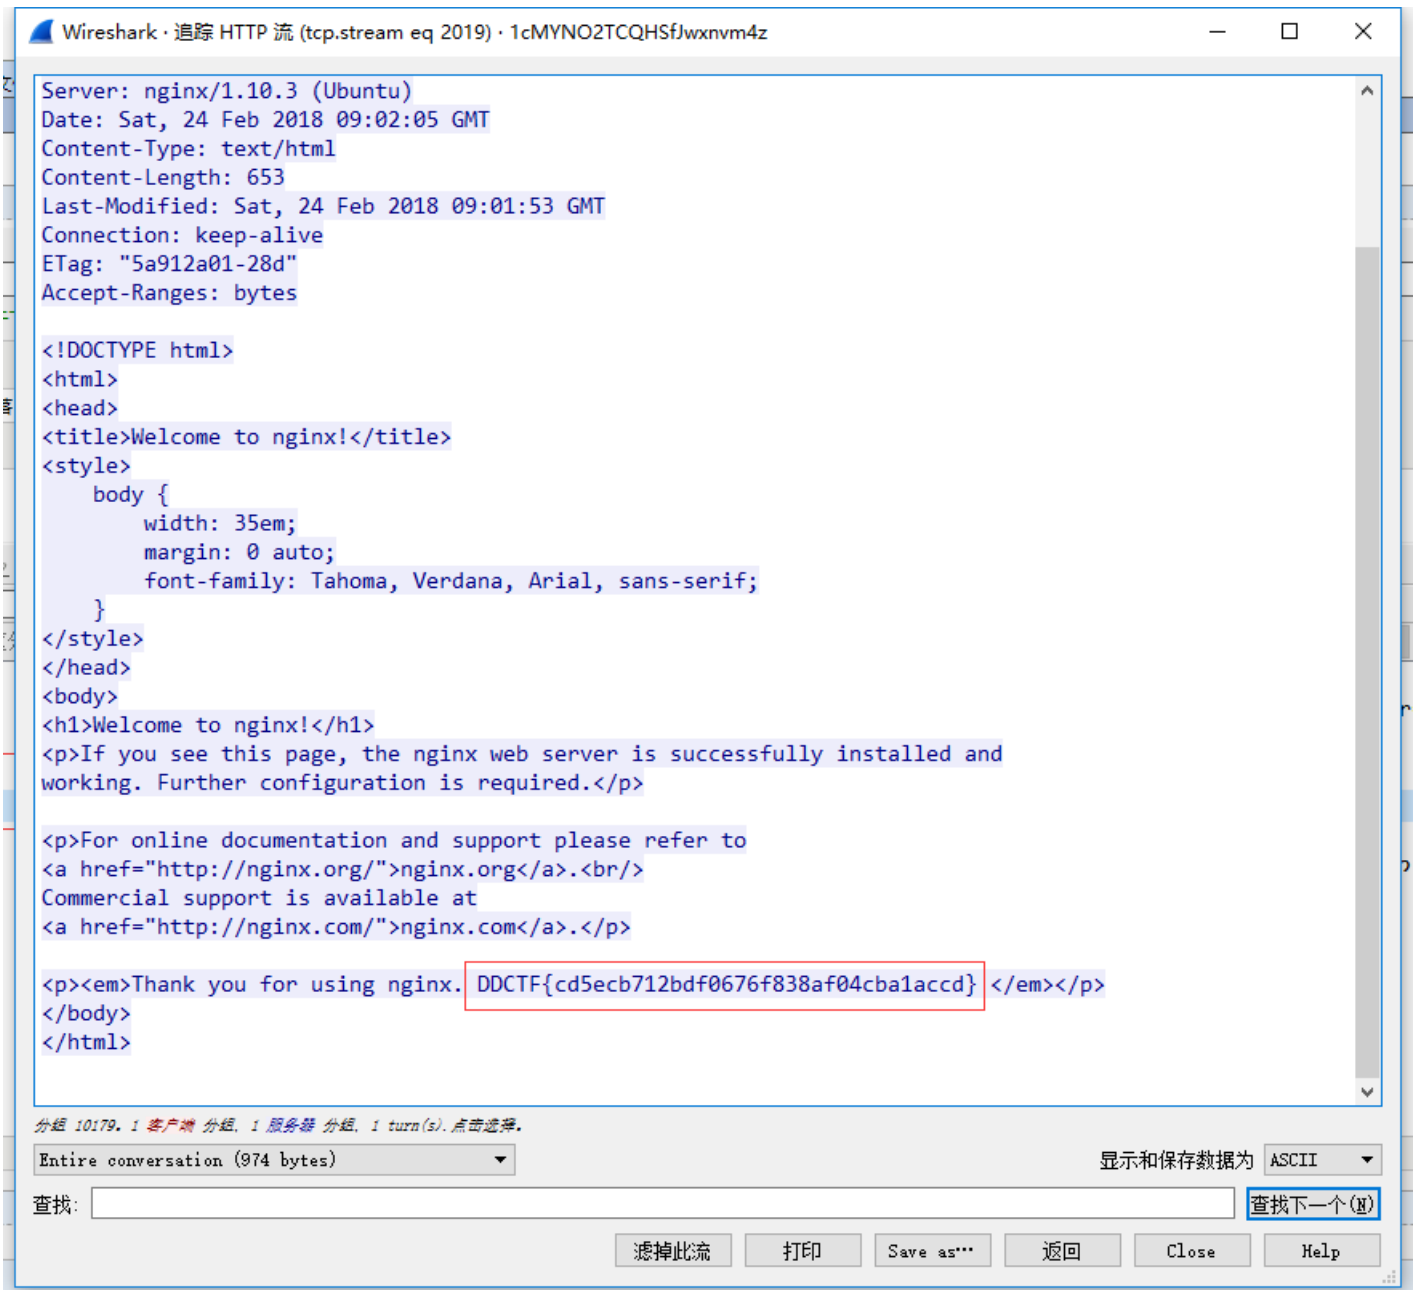 Wireshark · 追踪 HTTP 流 (tcp.stream eq 2019) · 1cMYNO2TCQHSfJwxnvm4z
Server: nginx/1.10.3 (Ubuntu)
Date: Sat, 24 Feb 2018 09:02:05 GMT
Content-Type: text/html
Content-Length: 653
Last-Modified: Sat, 24 Feb 2018 09:01:53 GMT
Connection: keep-alive
ETag: "5a912a01-28d"
Accept-Ranges: bytes
<!DOCTYPE html>
<html>
<head>
<title>Welcome to nginx!</title>
<style>
    body {
        width: 35em;
        margin: 0 auto;
        font-family: Tahoma, Verdana, Arial, sans-serif;
    }
</style>
</head>
<body>
<h1>Welcome to nginx!</h1>
<p>If you see this page, the nginx web server is successfully installed and
working. Further configuration is required.</p>
<p>For online documentation and support please refer to
<a href="http://nginx.org/">nginx.org</a>.<br/>
Commercial support is available at
<a href="http://nginx.com/">nginx.com</a>.</p>
<p><em>Thank you for using nginx. DDCTF{cd5ecb712bdf0676f838af04cba1accd} </em></p>
</body>
</html>
分组 10179. 1 客户端 分组, 1 服务器 分组, 1 turn(s).点击选择.
Entire conversation (974 bytes) 显示和保存数据为 ASCII
查找: 查找下一个(N)
滤掉此流 打印 Save as… 返回 Close Help